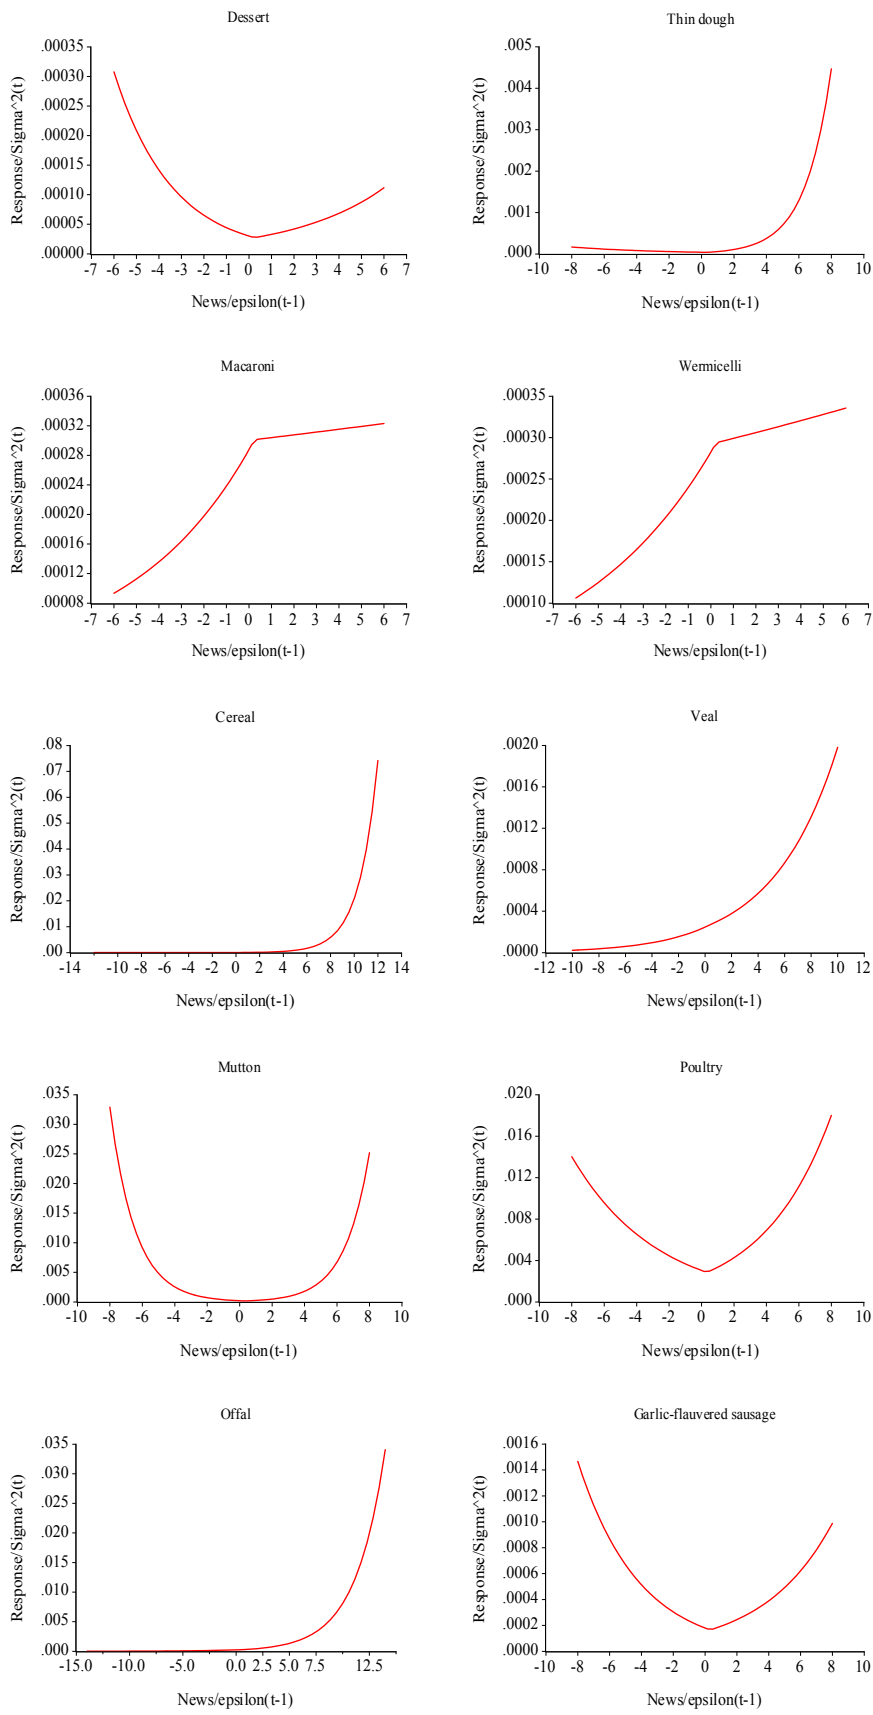 Dessert
Response/Sigma^2(t)
.00035
.00030
.00025
.00020
.00015
.00010
.00005
.00000
-7 -6 -5 -4 -3 -2 -1 0 1 2 3 4 5 6 7
News/epsilon(t-1)
Thin dough
Response/Sigma^2(t)
.005
.004
.003
.002
.001
.000
-10 -8 -6 -4 -2 0 2 4 6 8 10
News/epsilon(t-1)
Macaroni
Response/Sigma^2(t)
.00036
.00032
.00028
.00024
.00020
.00016
.00012
.00008
-7 -6 -5 -4 -3 -2 -1 0 1 2 3 4 5 6 7
News/epsilon(t-1)
Wermicelli
Response/Sigma^2(t)
.00035
.00030
.00025
.00020
.00015
.00010
-7 -6 -5 -4 -3 -2 -1 0 1 2 3 4 5 6 7
News/epsilon(t-1)
Cereal
Response/Sigma^2(t)
.08
.07
.06
.05
.04
.03
.02
.01
.00
-14 -10 -8 -6 -4 -2 0 2 4 6 8 10 12 14
News/epsilon(t-1)
Veal
Response/Sigma^2(t)
.0020
.0016
.0012
.0008
.0004
.0000
-12 -10 -8 -6 -4 -2 0 2 4 6 8 10 12
News/epsilon(t-1)
Mutton
Response/Sigma^2(t)
.035
.030
.025
.020
.015
.010
.005
.000
-10 -8 -6 -4 -2 0 2 4 6 8 10
News/epsilon(t-1)
Poultry
Response/Sigma^2(t)
.020
.016
.012
.008
.004
.000
-10 -8 -6 -4 -2 0 2 4 6 8 10
News/epsilon(t-1)
Offal
Response/Sigma^2(t)
.035
.030
.025
.020
.015
.010
.005
.000
-15.0 -10.0 -5.0 0.0 2.5 5.0 7.5 12.5
News/epsilon(t-1)
Garlic-flauvered sausage
Response/Sigma^2(t)
.0016
.0014
.0012
.0010
.0008
.0006
.0004
.0002
.0000
-10 -8 -6 -4 -2 0 2 4 6 8 10
News/epsilon(t-1)